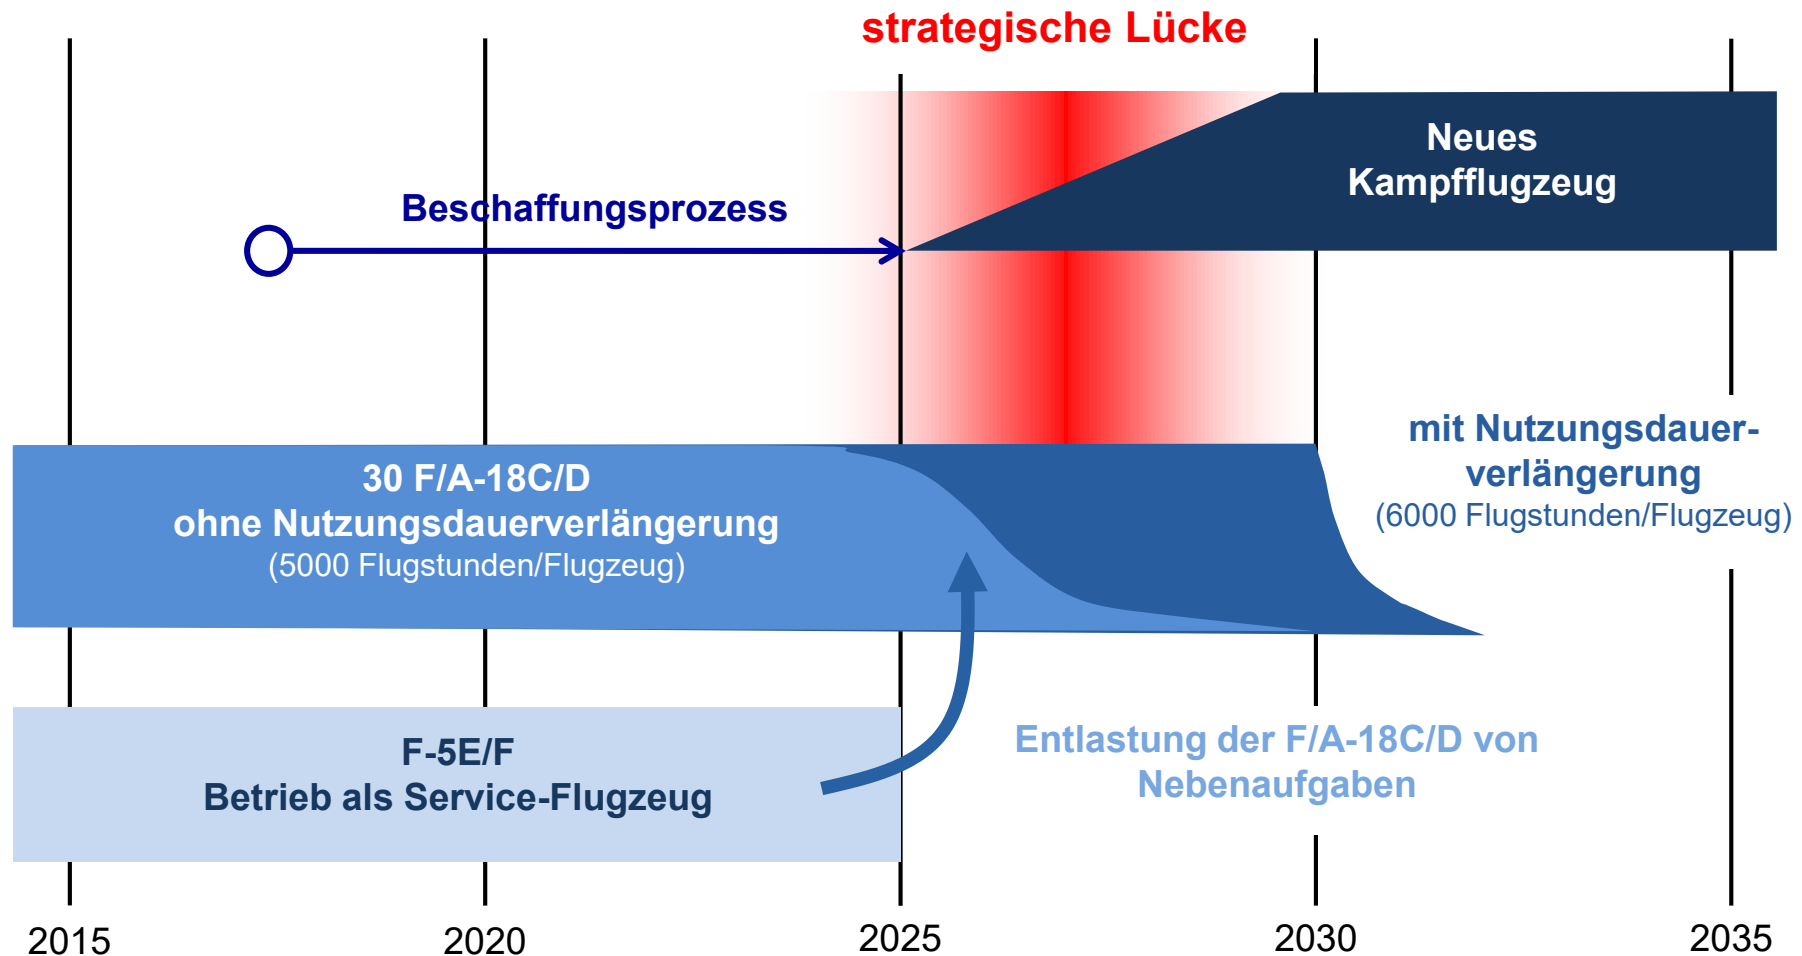 strategische Lücke
Neues
Kampfflugzeug
Beschaffungsprozess
30 F/A-18C/D
ohne Nutzungsdauerverlängerung
(5000 Flugstunden/Flugzeug)
mit Nutzungsdauer-
verlängerung
(6000 Flugstunden/Flugzeug)
F-5E/F
Betrieb als Service-Flugzeug
Entlastung der F/A-18C/D von
Nebenaufgaben
2015 2020 2025 2030 2035